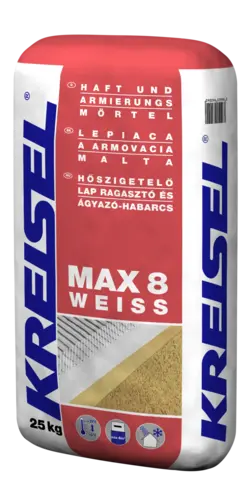 HAFT UND
ARMIERUNGS
MÖRTEL
LEPIACA
A ARMOVACIA
MALTA
HŐSZIGETELŐ
LAP RAGASZTÓ ÉS
ÁGYAZÓ-HABARCS
MAX 8
WEISS
KREISEL®
KREISEL®
25 kg